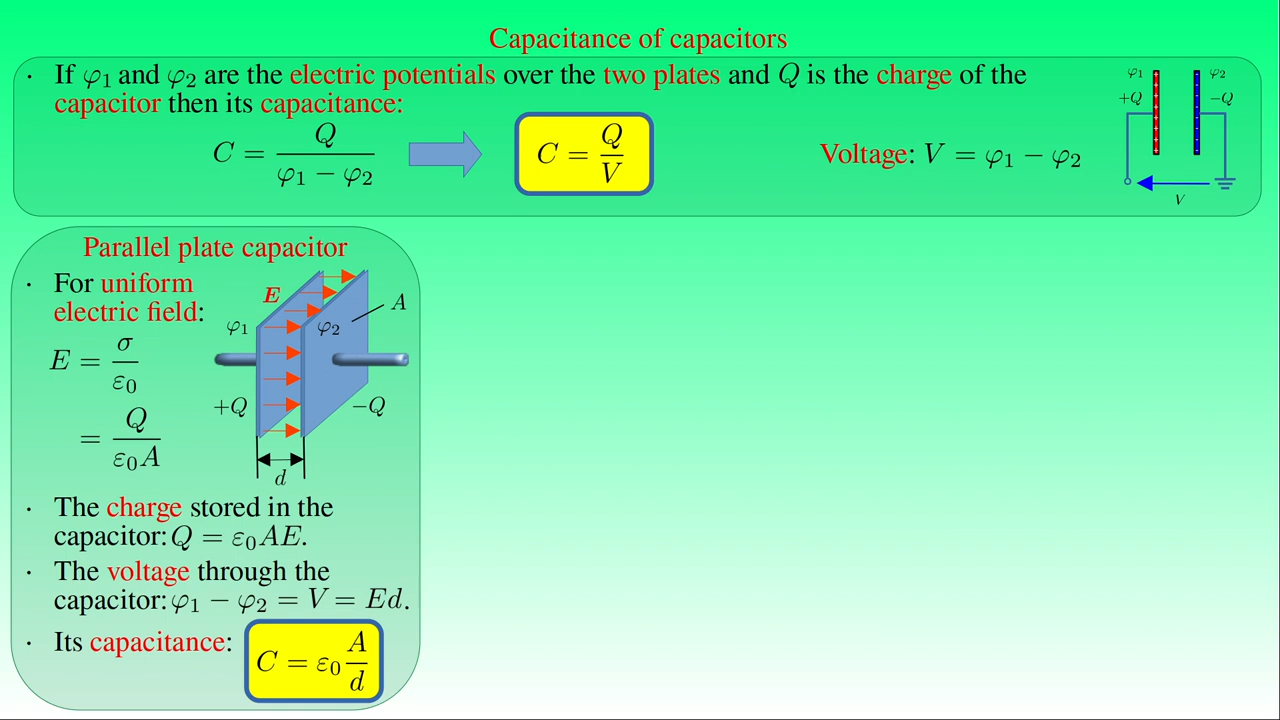 Capacitance of capacitors
· If φ₁ and φ₂ are the electric potentials over the two plates and Q is the charge of the
capacitor then its capacitance:
C = Q / (φ₁ − φ₂)
C = Q / V
Voltage: V = φ₁ − φ₂
φ₁
φ₂
+Q
−Q
V
Parallel plate capacitor
· For uniform
electric field:
E = σ / ε₀
= Q / (ε₀A)
E
A
φ₁
φ₂
+Q
−Q
d
· The charge stored in the
capacitor: Q = ε₀AE.
· The voltage through the
capacitor: φ₁ − φ₂ = V = Ed.
· Its capacitance:
C = ε₀ A / d